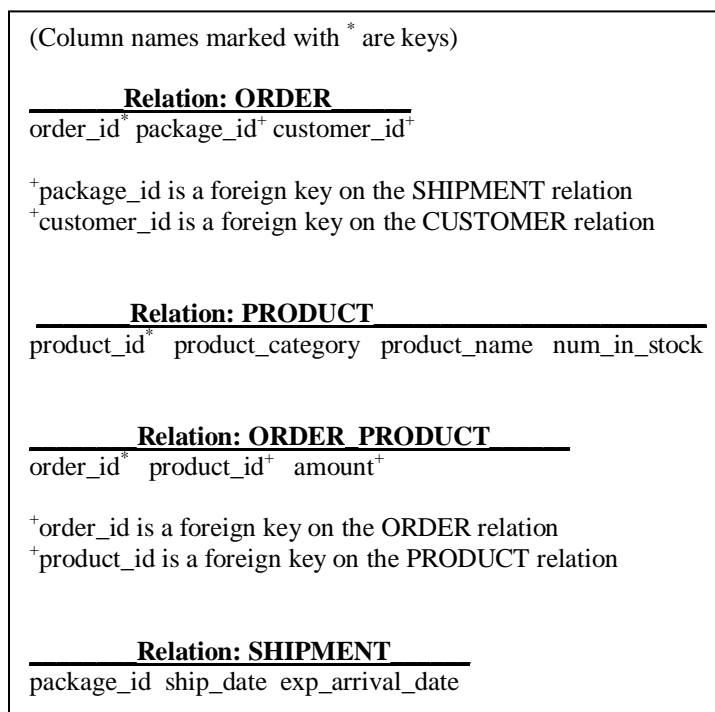 (Column names marked with * are keys)
Relation: ORDER
order_id* package_id+ customer_id+
+package_id is a foreign key on the SHIPMENT relation
+customer_id is a foreign key on the CUSTOMER relation
Relation: PRODUCT
product_id* product_category product_name num_in_stock
Relation: ORDER_PRODUCT
order_id* product_id+ amount+
+order_id is a foreign key on the ORDER relation
+product_id is a foreign key on the PRODUCT relation
Relation: SHIPMENT
package_id ship_date exp_arrival_date